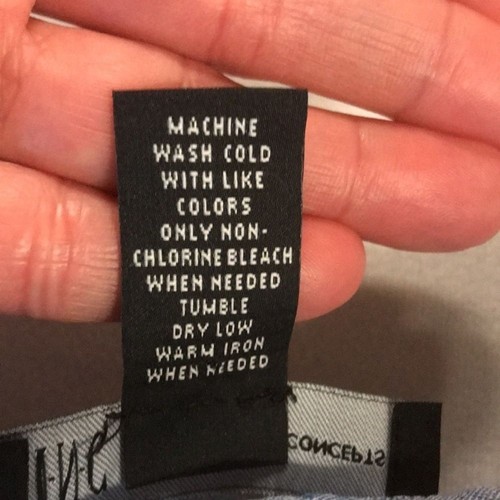 MACHINE
WASH COLD
WITH LIKE
COLORS
ONLY NON-
CHLORINE BLEACH
WHEN NEEDED
TUMBLE
DRY LOW
WARM IRON
WHEN NEEDED
CONCEPTS